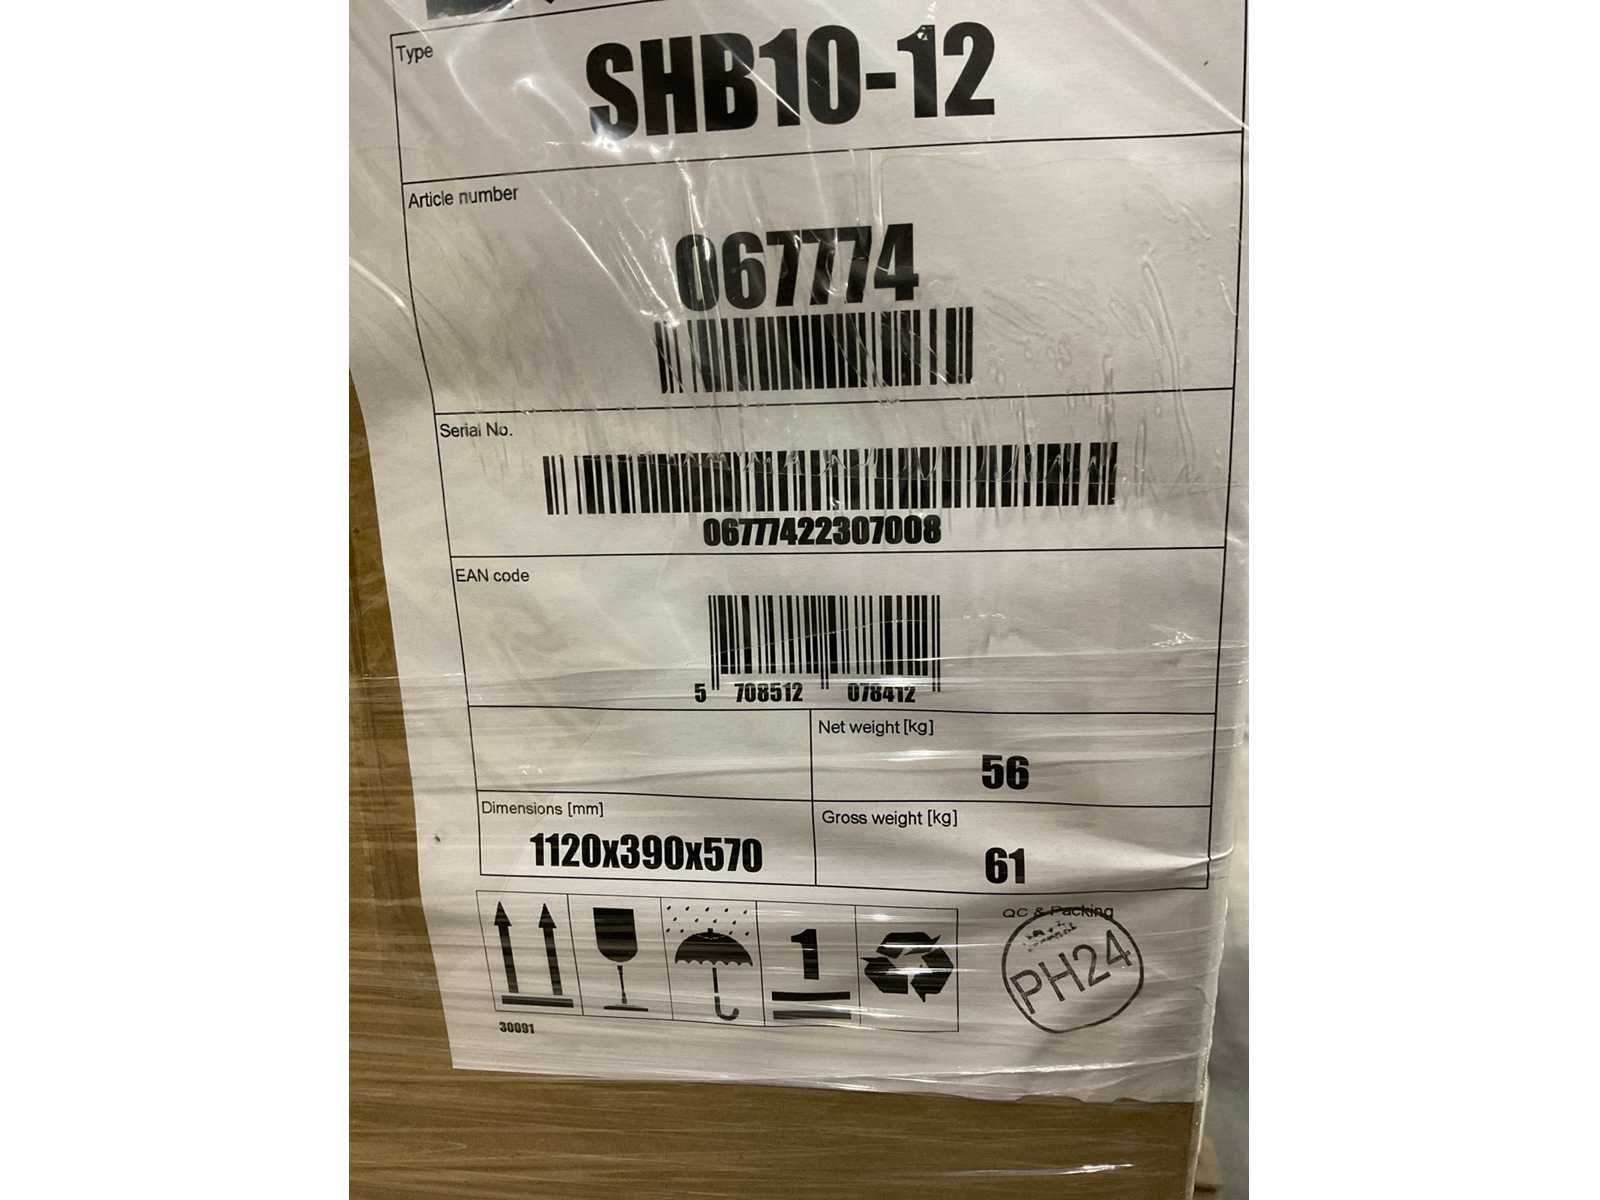 Type
SHB10-12
Article number
067774
Serial No.
06777422307008
EAN code
5 708512 078412
Net weight [kg]
56
Dimensions [mm]
1120x390x570
Gross weight [kg]
61
1
QC & Packing
PH24
30091